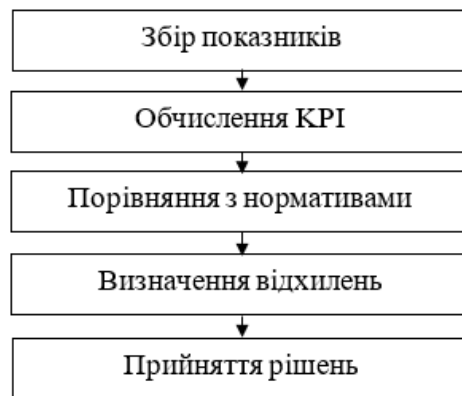 Збір показників
Обчислення KPI
Порівняння з нормативами
Визначення відхилень
Прийняття рішень